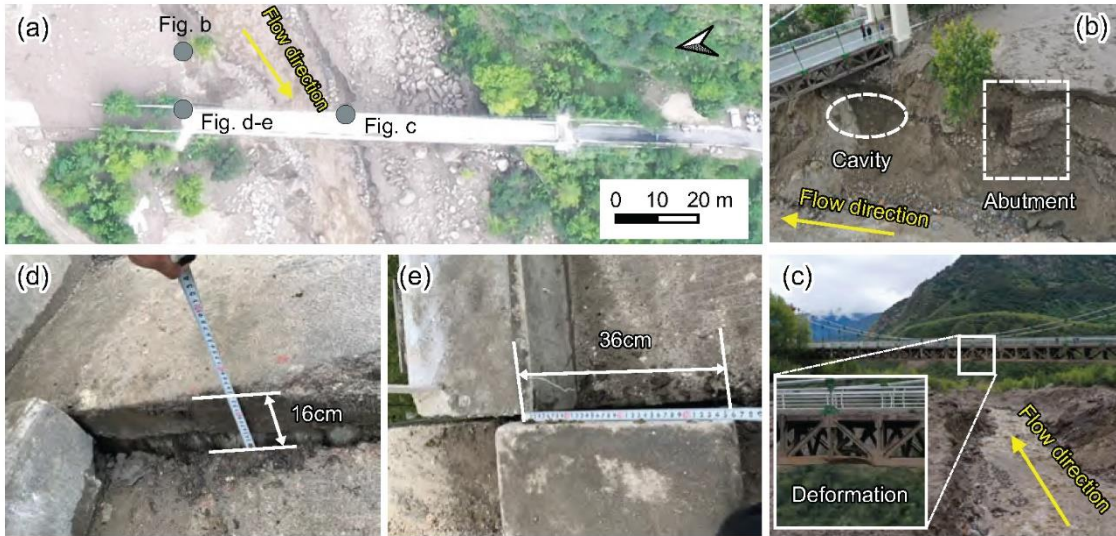 (a)
Fig. b
Flow direction
Fig. d-e
Fig. c
0 10 20 m
(b)
Cavity
Abutment
Flow direction
(d)
16cm
(e)
36cm
(c)
Deformation
Flow direction